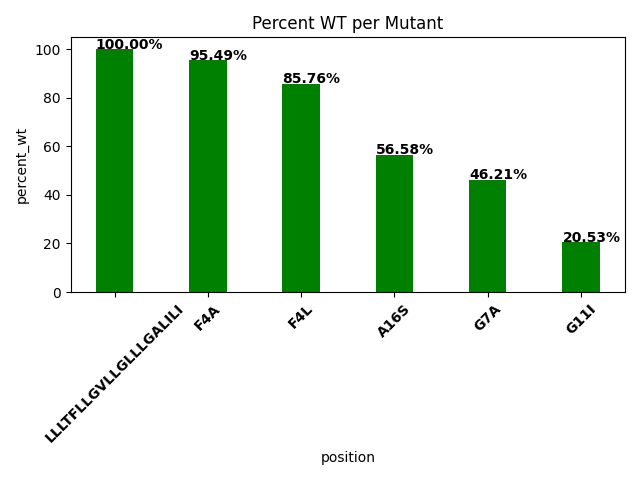 Percent WT per Mutant
percent_wt
100
80
60
40
20
0
100.00%
95.49%
85.76%
56.58%
46.21%
20.53%
LLLTFLLGVLLGLLLGALILI
F4A
F4L
A16S
G7A
G11I
position